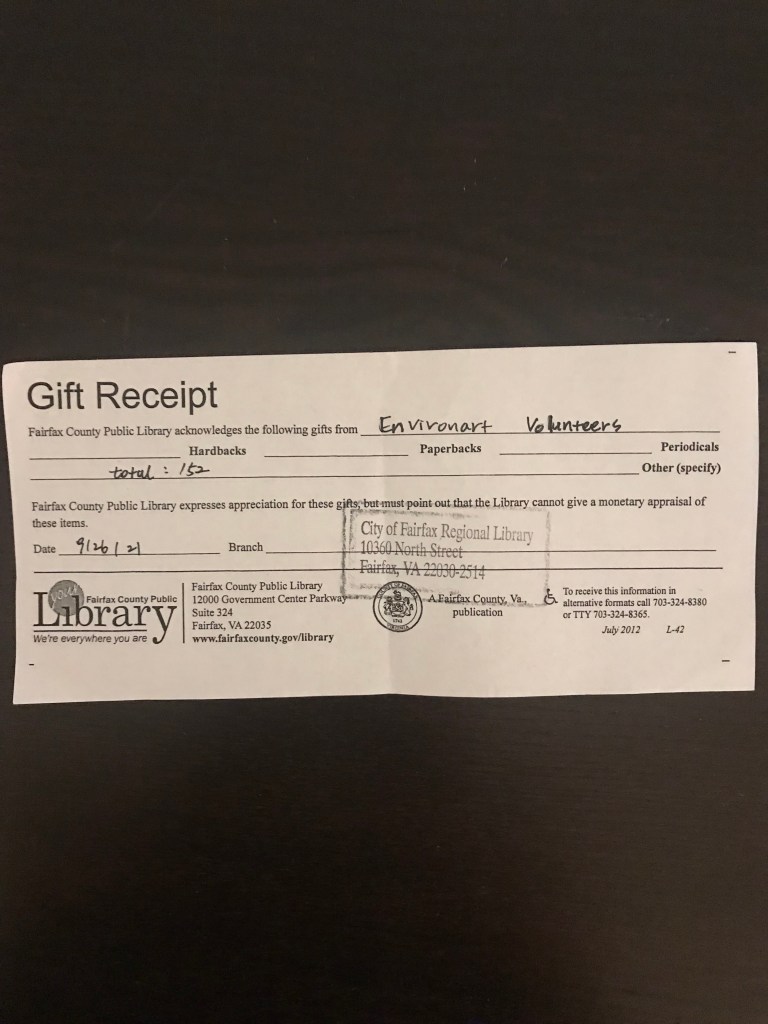 Gift Receipt
Fairfax County Public Library acknowledges the following gifts from Environart Volunteers
Hardbacks Paperbacks Periodicals
total : 152 Other (specify)
Fairfax County Public Library expresses appreciation for these gifts, but must point out that the Library cannot give a monetary appraisal of
these items.
Date 9/26/21 Branch
City of Fairfax Regional Library
10360 North Street
Fairfax, VA 22030-2514
your
Fairfax County Public
Library
We're everywhere you are
Fairfax County Public Library
12000 Government Center Parkway
Suite 324
Fairfax, VA 22035
www.fairfaxcounty.gov/library
A Fairfax County, Va.,
publication
To receive this information in
alternative formats call 703-324-8380
or TTY 703-324-8365.
July 2012 L-42